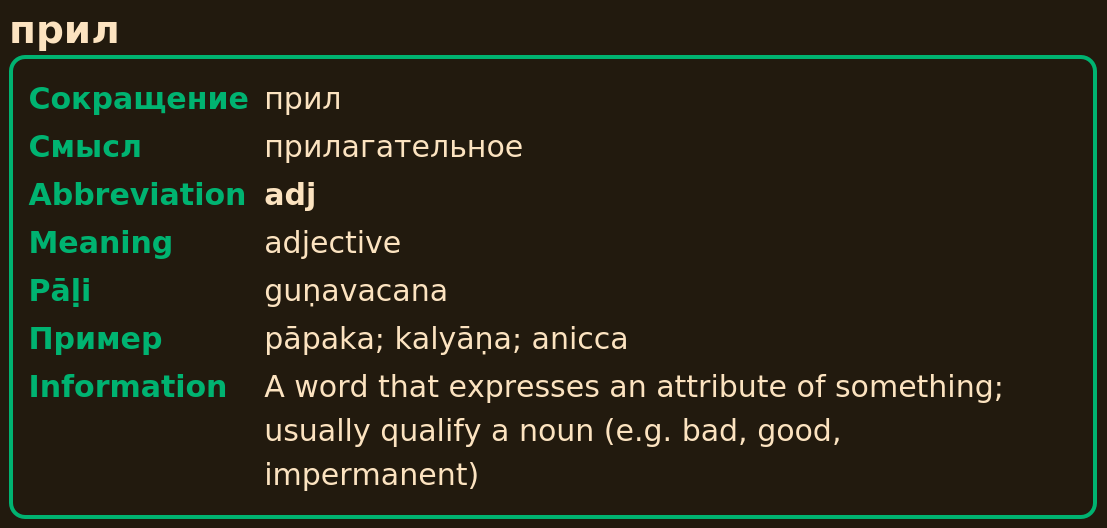 прил
Сокращение прил
Смысл прилагательное
Abbreviation adj
Meaning adjective
Pāḷi guṇavacana
Пример pāpaka; kalyāṇa; anicca
Information A word that expresses an attribute of something;
usually qualify a noun (e.g. bad, good,
impermanent)